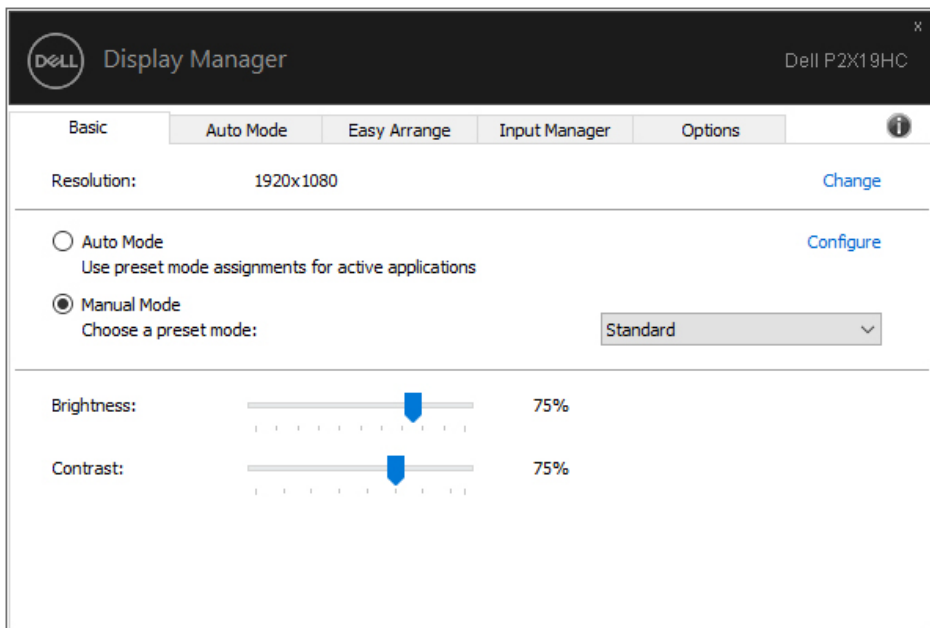 x
DELL Display Manager Dell P2X19HC
Basic Auto Mode Easy Arrange Input Manager Options i
Resolution: 1920x1080 Change
Auto Mode Configure
Use preset mode assignments for active applications
Manual Mode
Choose a preset mode: Standard
Brightness: 75%
Contrast: 75%